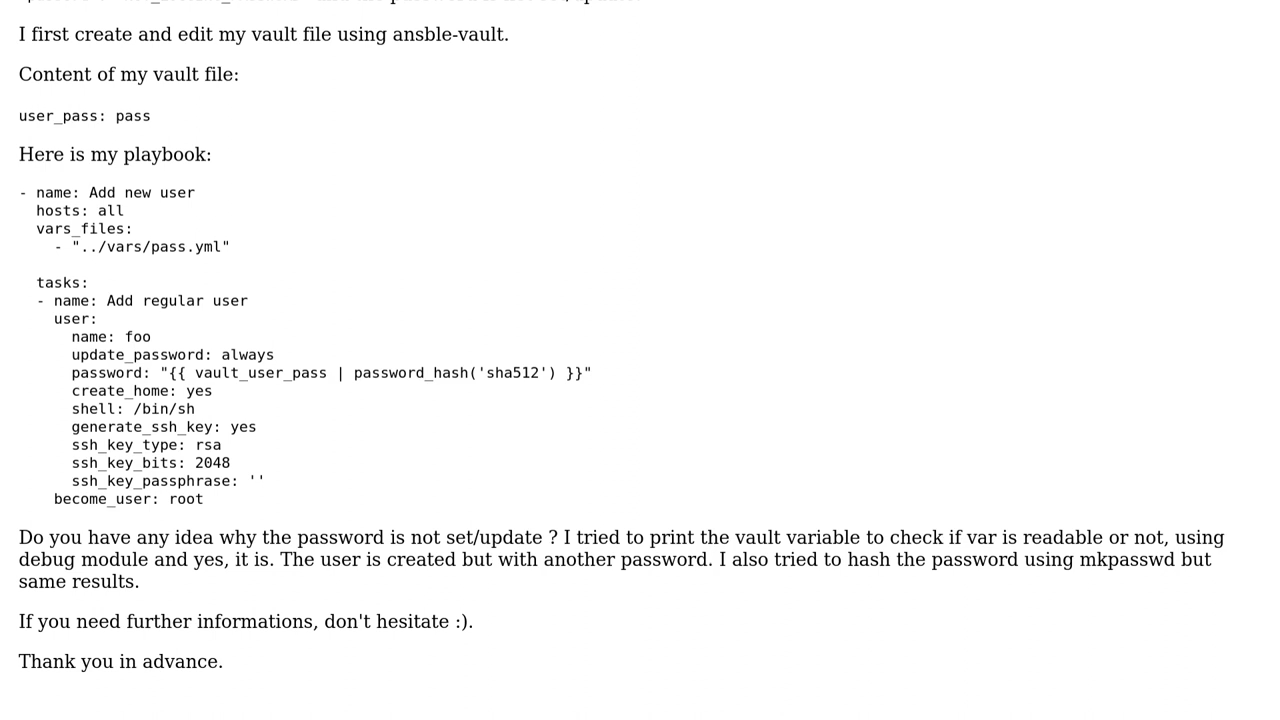 I first create and edit my vault file using ansble-vault.
Content of my vault file:
user_pass: pass
Here is my playbook:
- name: Add new user
  hosts: all
  vars_files:
    - "../vars/pass.yml"
  tasks:
  - name: Add regular user
    user:
      name: foo
      update_password: always
      password: "{{ vault_user_pass | password_hash('sha512') }}"
      create_home: yes
      shell: /bin/sh
      generate_ssh_key: yes
      ssh_key_type: rsa
      ssh_key_bits: 2048
      ssh_key_passphrase: ''
    become_user: root
Do you have any idea why the password is not set/update ? I tried to print the vault variable to check if var is readable or not, using
debug module and yes, it is. The user is created but with another password. I also tried to hash the password using mkpasswd but
same results.
If you need further informations, don't hesitate :).
Thank you in advance.